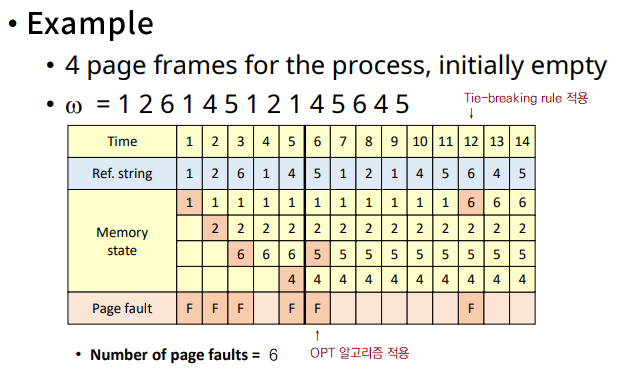 • Example
• 4 page frames for the process, initially empty
• ω = 1 2 6 1 4 5 1 2 1 4 5 6 4 5
Tie-breaking rule 적용
↓
Time 1 2 3 4 5 6 7 8 9 10 11 12 13 14
Ref. string 1 2 6 1 4 5 1 2 1 4 5 6 4 5
Memory state
1 1 1 1 1 1 1 1 1 1 1 6 6 6
2 2 2 2 2 2 2 2 2 2 2 2 2
6 6 6 5 5 5 5 5 5 5 5 5
4 4 4 4 4 4 4 4 4 4
Page fault F F F F F F
↑
• Number of page faults = 6
OPT 알고리즘 적용